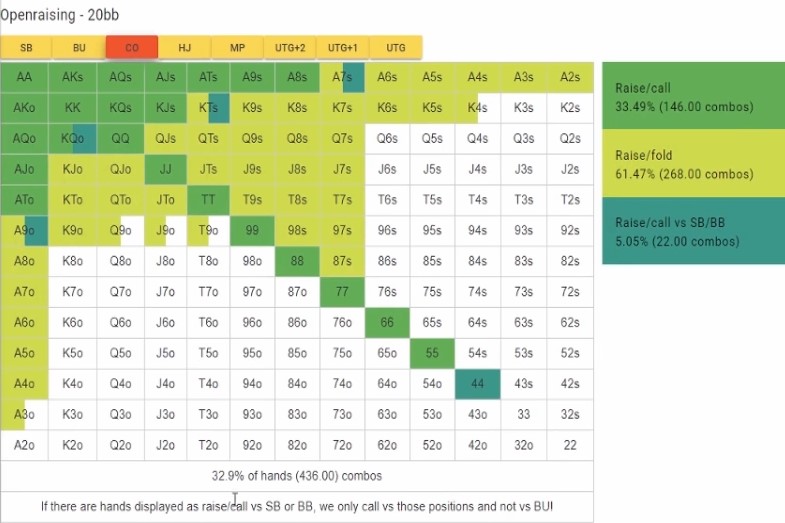 Openraising - 20bb
SB BU CO HJ MP UTG+2 UTG+1 UTG
AA AKs AQs AJs ATs A9s A8s A7s A6s A5s A4s A3s A2s
AKo KK KQs KJs KTs K9s K8s K7s K6s K5s K4s K3s K2s
AQo KQo QQ QJs QTs Q9s Q8s Q7s Q6s Q5s Q4s Q3s Q2s
AJo KJo QJo JJ JTs J9s J8s J7s J6s J5s J4s J3s J2s
ATo KTo QTo JTo TT T9s T8s T7s T6s T5s T4s T3s T2s
A9o K9o Q9o J9o T9o 99 98s 97s 96s 95s 94s 93s 92s
A8o K8o Q8o J8o T8o 98o 88 87s 86s 85s 84s 83s 82s
A7o K7o Q7o J7o T7o 97o 87o 77 76s 75s 74s 73s 72s
A6o K6o Q6o J6o T6o 96o 86o 76o 66 65s 64s 63s 62s
A5o K5o Q5o J5o T5o 95o 85o 75o 65o 55 54s 53s 52s
A4o K4o Q4o J4o T4o 94o 84o 74o 64o 54o 44 43s 42s
A3o K3o Q3o J3o T3o 93o 83o 73o 63o 53o 43o 33 32s
A2o K2o Q2o J2o T2o 92o 82o 72o 62o 52o 42o 32o 22
32.9% of hands (436.00) combos
If there are hands displayed as raise/call vs SB or BB, we only call vs those positions and not vs BU!
Raise/call
33.49% (146.00 combos)
Raise/fold
61.47% (268.00 combos)
Raise/call vs SB/BB
5.05% (22.00 combos)